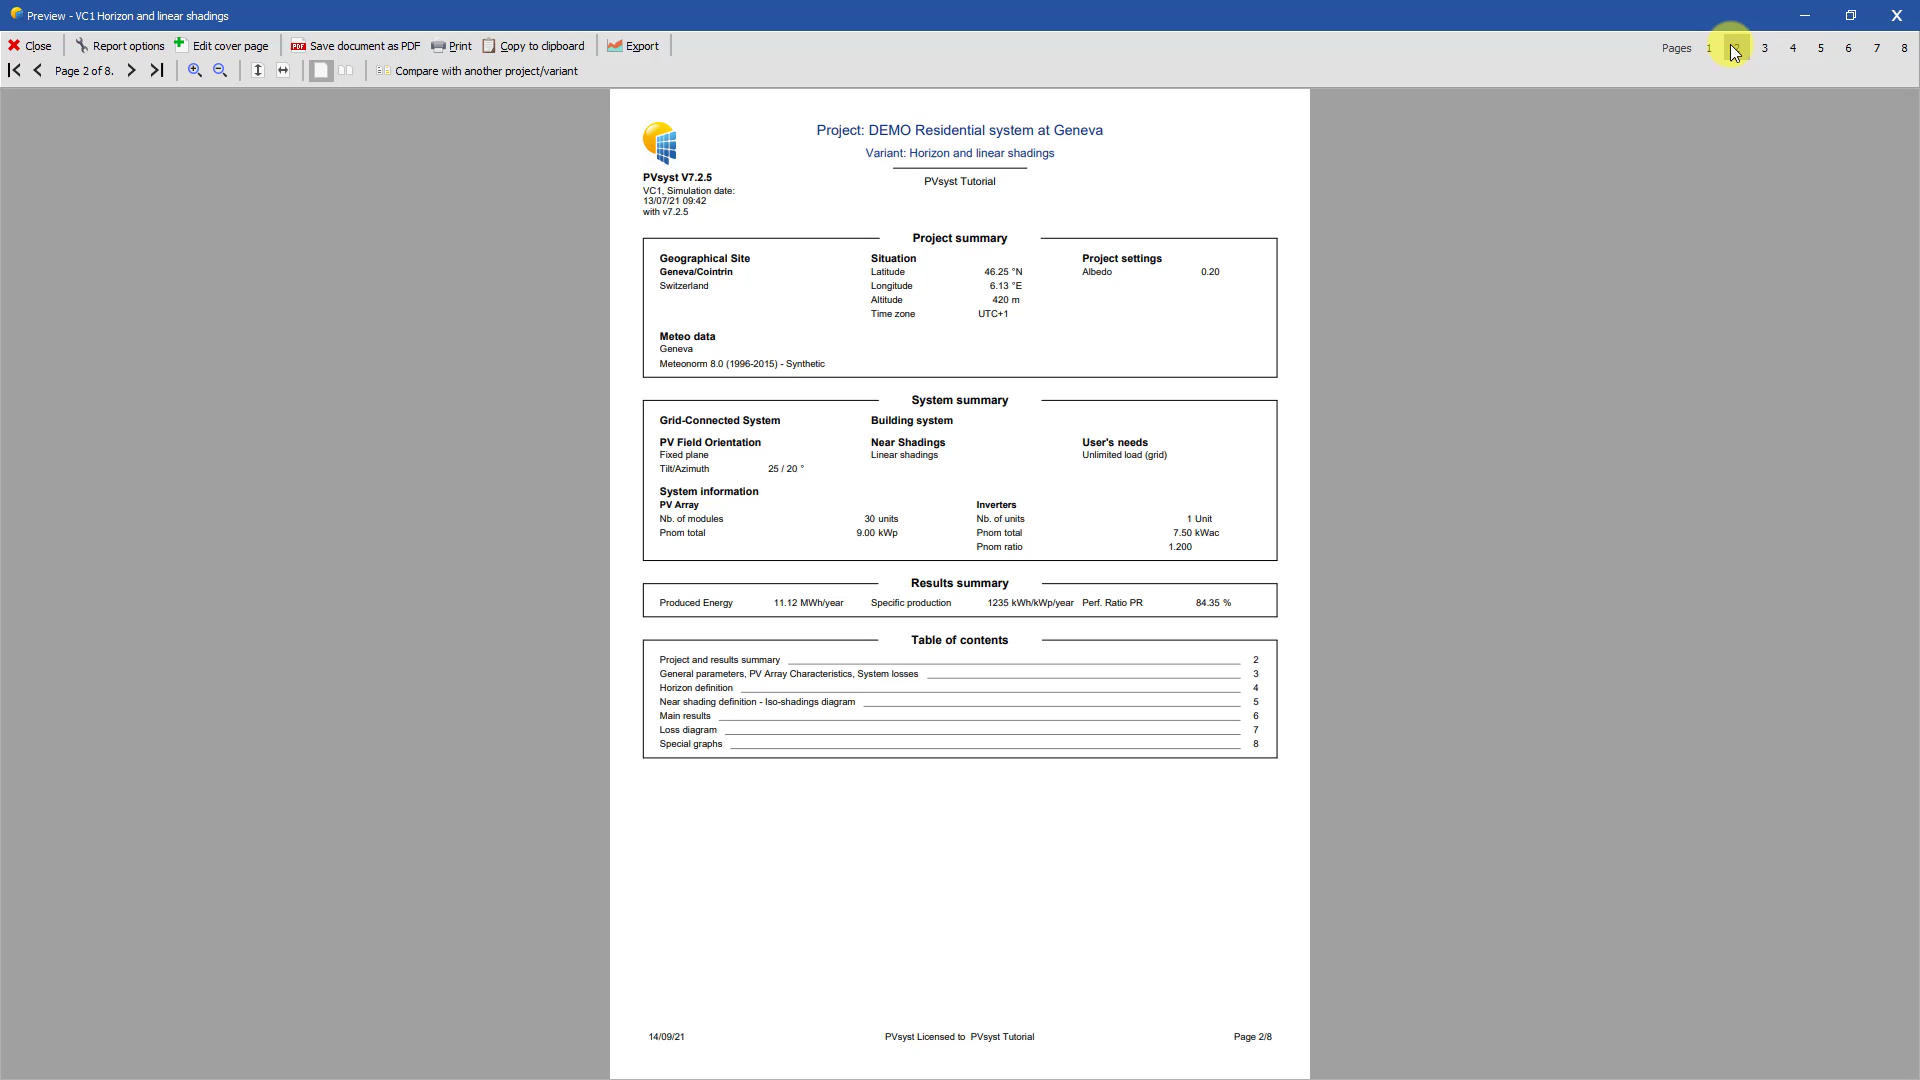 Preview - VC1 Horizon and linear shadings
Close Report options Edit cover page Save document as PDF Print Copy to clipboard Export
Pages 1 2 3 4 5 6 7 8
Page 2 of 8. Compare with another project/variant
Project: DEMO Residential system at Geneva
Variant: Horizon and linear shadings
PVsyst Tutorial
PVsyst V7.2.5
VC1, Simulation date:
13/07/21 09:42
with v7.2.5
Project summary
Geographical Site Situation Project settings
Geneva/Cointrin Latitude 46.25 °N Albedo 0.20
Switzerland Longitude 6.13 °E
Altitude 420 m
Time zone UTC+1
Meteo data
Geneva
Meteonorm 8.0 (1996-2015) - Synthetic
System summary
Grid-Connected System Building system
PV Field Orientation Near Shadings User's needs
Fixed plane Linear shadings Unlimited load (grid)
Tilt/Azimuth 25 / 20 °
System information
PV Array Inverters
Nb. of modules 30 units Nb. of units 1 Unit
Pnom total 9.00 kWp Pnom total 7.50 kWac
Pnom ratio 1.200
Results summary
Produced Energy 11.12 MWh/year Specific production 1235 kWh/kWp/year Perf. Ratio PR 84.35 %
Table of contents
Project and results summary 2
General parameters, PV Array Characteristics, System losses 3
Horizon definition 4
Near shading definition - Iso-shadings diagram 5
Main results 6
Loss diagram 7
Special graphs 8
14/09/21 PVsyst Licensed to PVsyst Tutorial Page 2/8